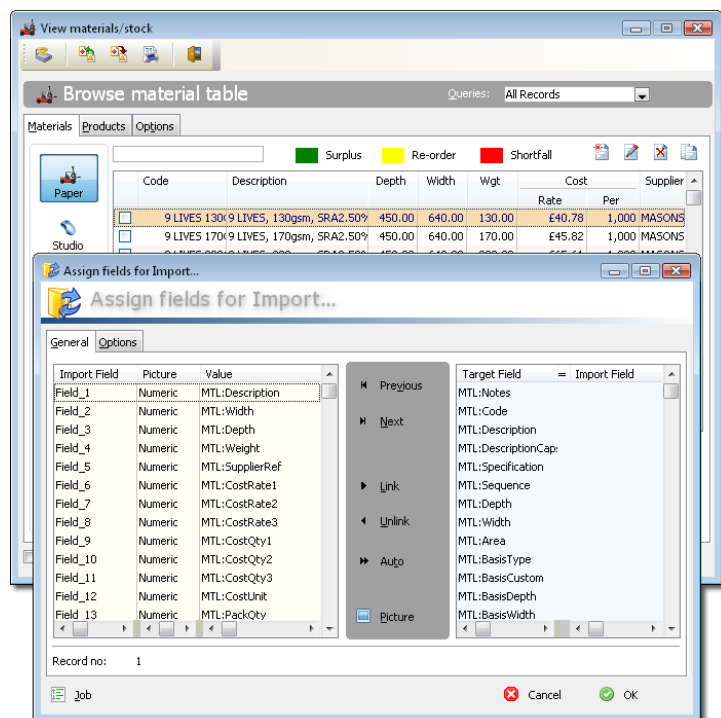 View materials/stock
Browse material table Queries: All Records
Materials Products Options
Surplus Re-order Shortfall
Paper
Studio
Code Description Depth Width Wgt Cost Supplier
Rate Per
9 LIVES 130 9 LIVES, 130gsm, SRA2.50% 450.00 640.00 130.00 £40.78 1,000 MASONS
9 LIVES 170 9 LIVES, 170gsm, SRA2.50% 450.00 640.00 170.00 £45.82 1,000 MASONS
Assign fields for Import...
Assign fields for Import...
General Options
Import Field Picture Value
Field_1 Numeric MTL:Description
Field_2 Numeric MTL:Width
Field_3 Numeric MTL:Depth
Field_4 Numeric MTL:Weight
Field_5 Numeric MTL:SupplierRef
Field_6 Numeric MTL:CostRate1
Field_7 Numeric MTL:CostRate2
Field_8 Numeric MTL:CostRate3
Field_9 Numeric MTL:CostQty1
Field_10 Numeric MTL:CostQty2
Field_11 Numeric MTL:CostQty3
Field_12 Numeric MTL:CostUnit
Field_13 Numeric MTL:PackQty
Previous
Next
Link
Unlink
Auto
Picture
Target Field = Import Field
MTL:Notes
MTL:Code
MTL:Description
MTL:DescriptionCap:
MTL:Specification
MTL:Sequence
MTL:Depth
MTL:Width
MTL:Area
MTL:BasisType
MTL:BasisCustom
MTL:BasisDepth
MTL:BasisWidth
Record no: 1
Job Cancel OK